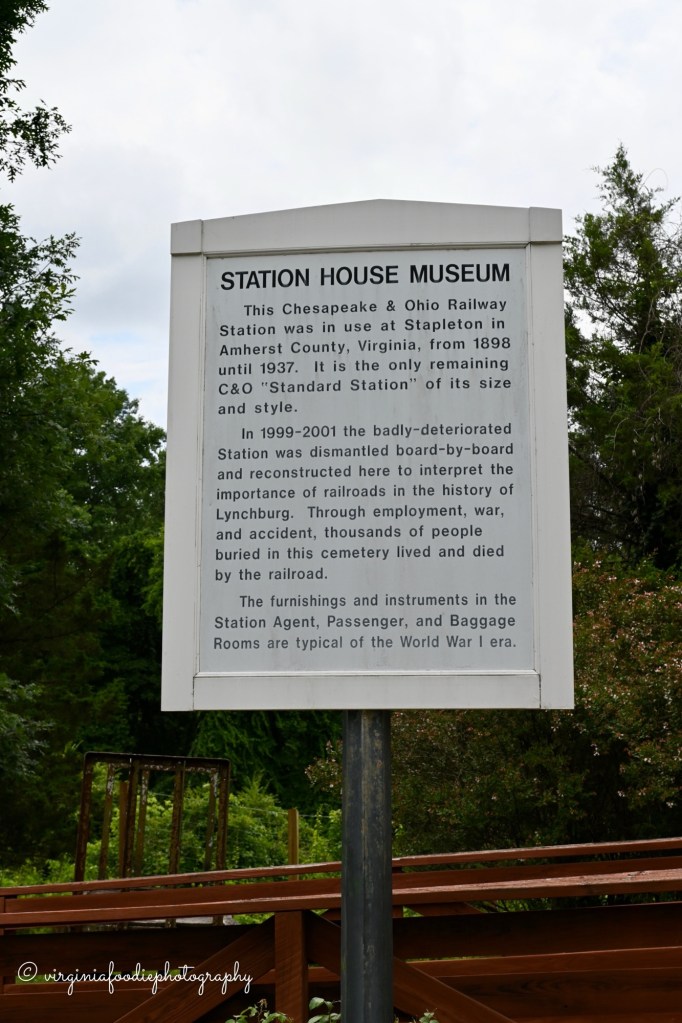 STATION HOUSE MUSEUM
This Chesapeake & Ohio Railway
Station was in use at Stapleton in
Amherst County, Virginia, from 1898
until 1937. It is the only remaining
C&O "Standard Station" of its size
and style.
In 1999-2001 the badly-deteriorated
Station was dismantled board-by-board
and reconstructed here to interpret the
importance of railroads in the history of
Lynchburg. Through employment, war,
and accident, thousands of people
buried in this cemetery lived and died
by the railroad.
The furnishings and instruments in the
Station Agent, Passenger, and Baggage
Rooms are typical of the World War I era.
© virginiafoodiephotography